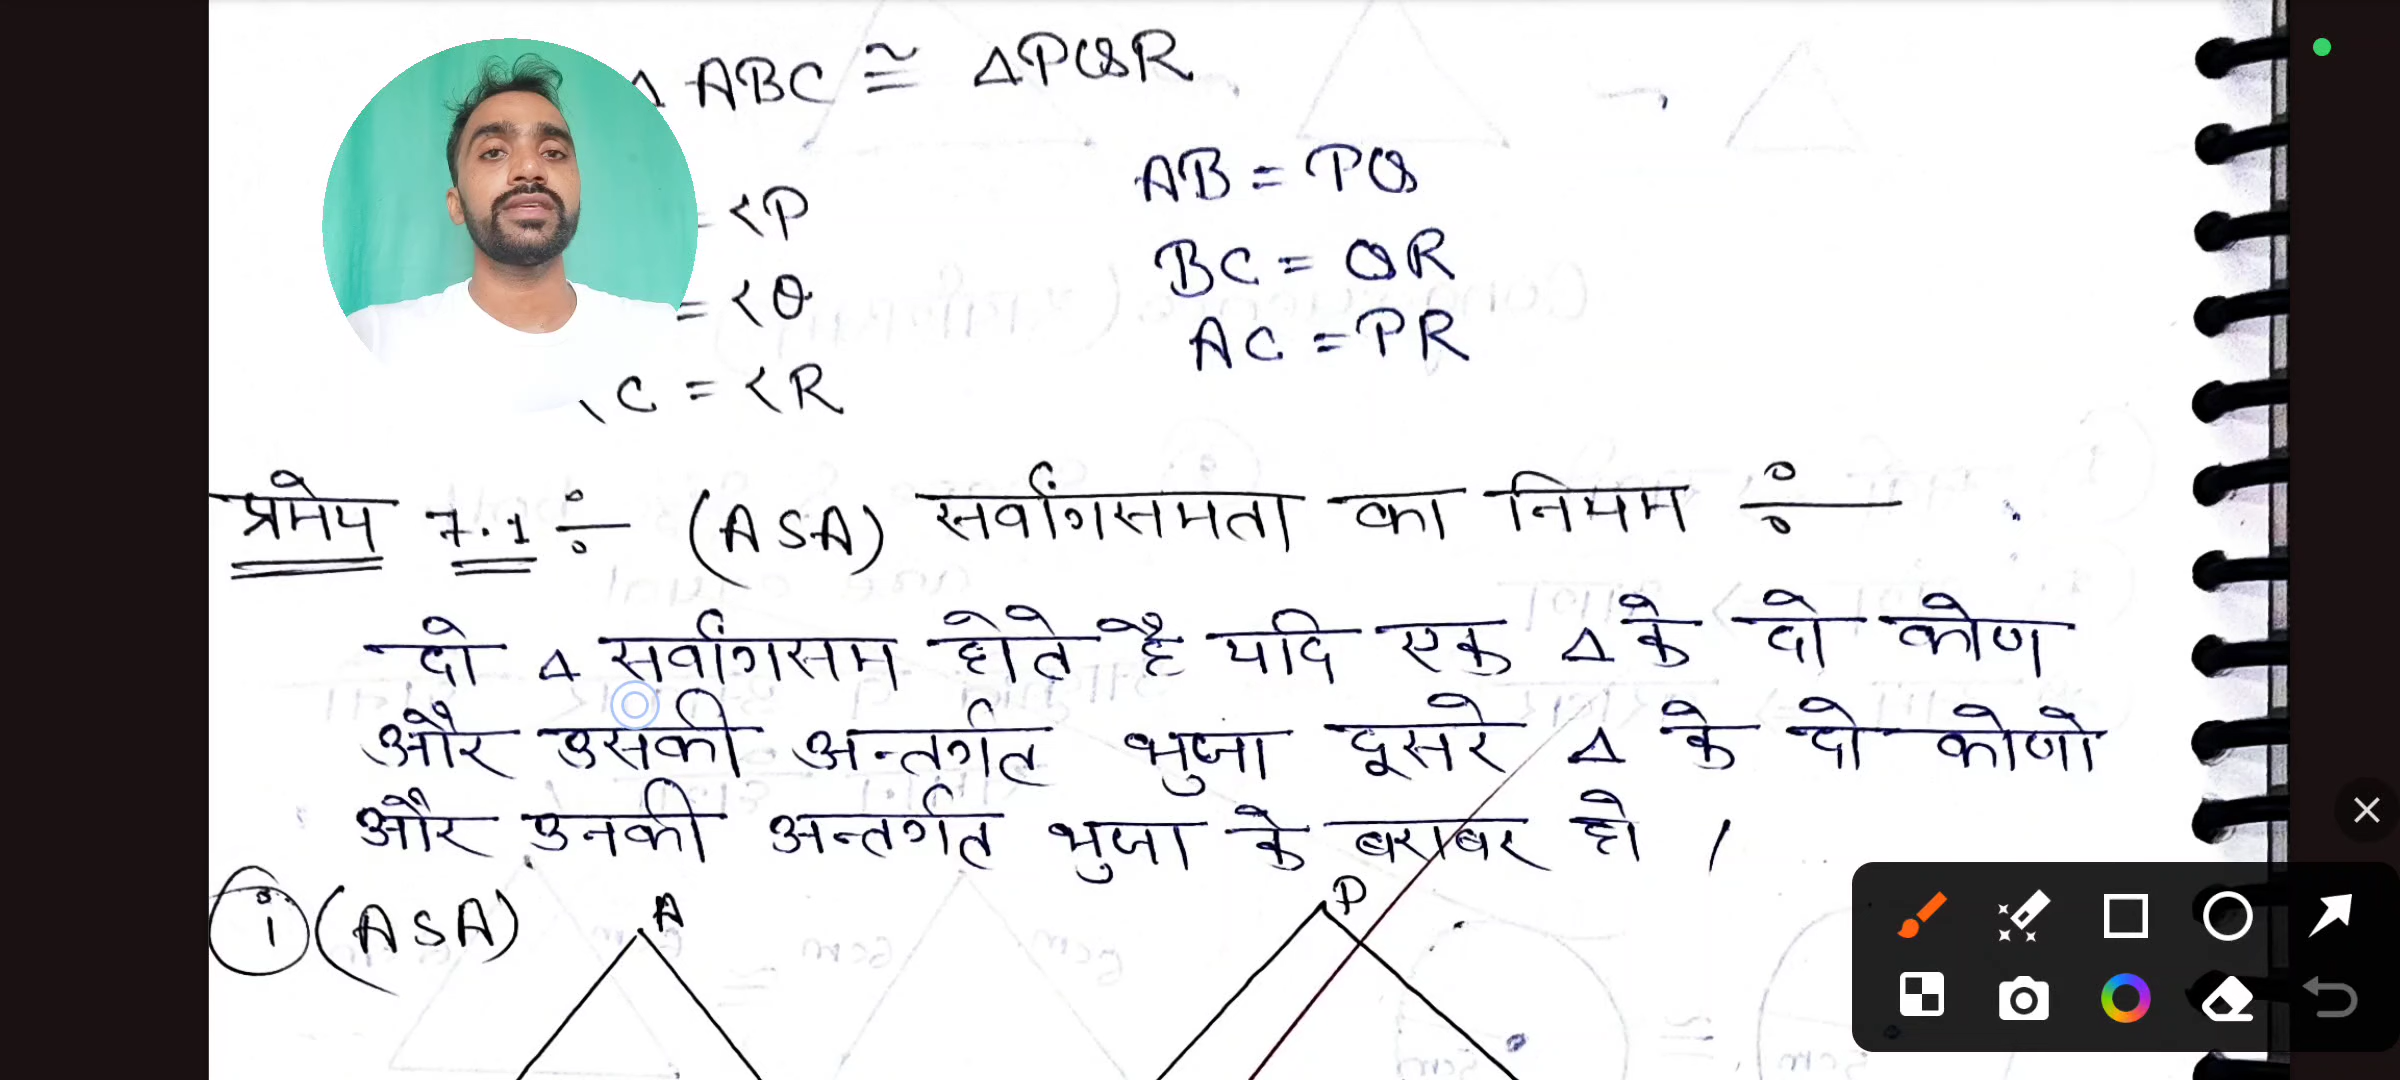 Δ ABC ≅ ΔPQR
= <P
AB = PQ
= <Q
BC = QR
C = <R
AC = PR
प्रमेय 7.1 ÷ (ASA) सर्वांगसमता का नियम ÷
दो Δ सर्वांगसम होते है यदि एक Δ के दो कोण
और उसकी अन्तर्गत भुजा दूसरे Δ के दो कोणो
और उनकी अन्तर्गत भुजा के बराबर हो ।
(ASA)
A
P